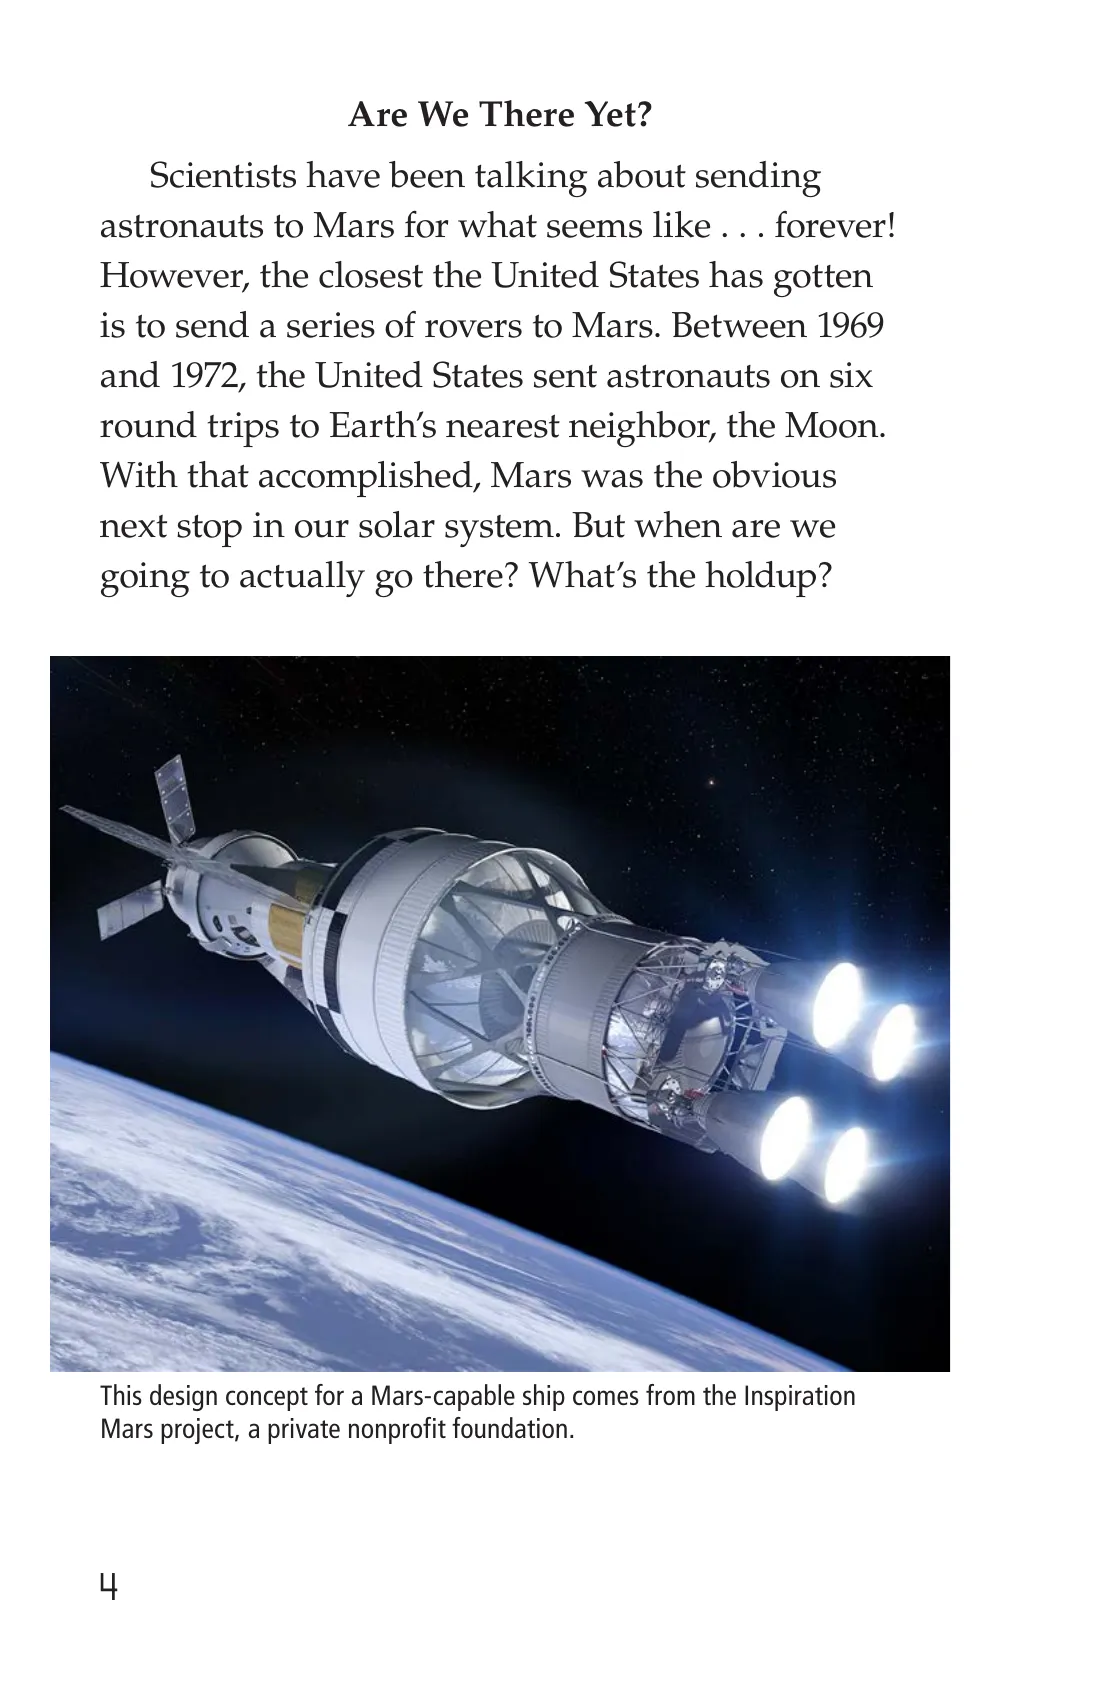 Are We There Yet?
Scientists have been talking about sending
astronauts to Mars for what seems like . . . forever!
However, the closest the United States has gotten
is to send a series of rovers to Mars. Between 1969
and 1972, the United States sent astronauts on six
round trips to Earth’s nearest neighbor, the Moon.
With that accomplished, Mars was the obvious
next stop in our solar system. But when are we
going to actually go there? What’s the holdup?
This design concept for a Mars-capable ship comes from the Inspiration
Mars project, a private nonprofit foundation.
4